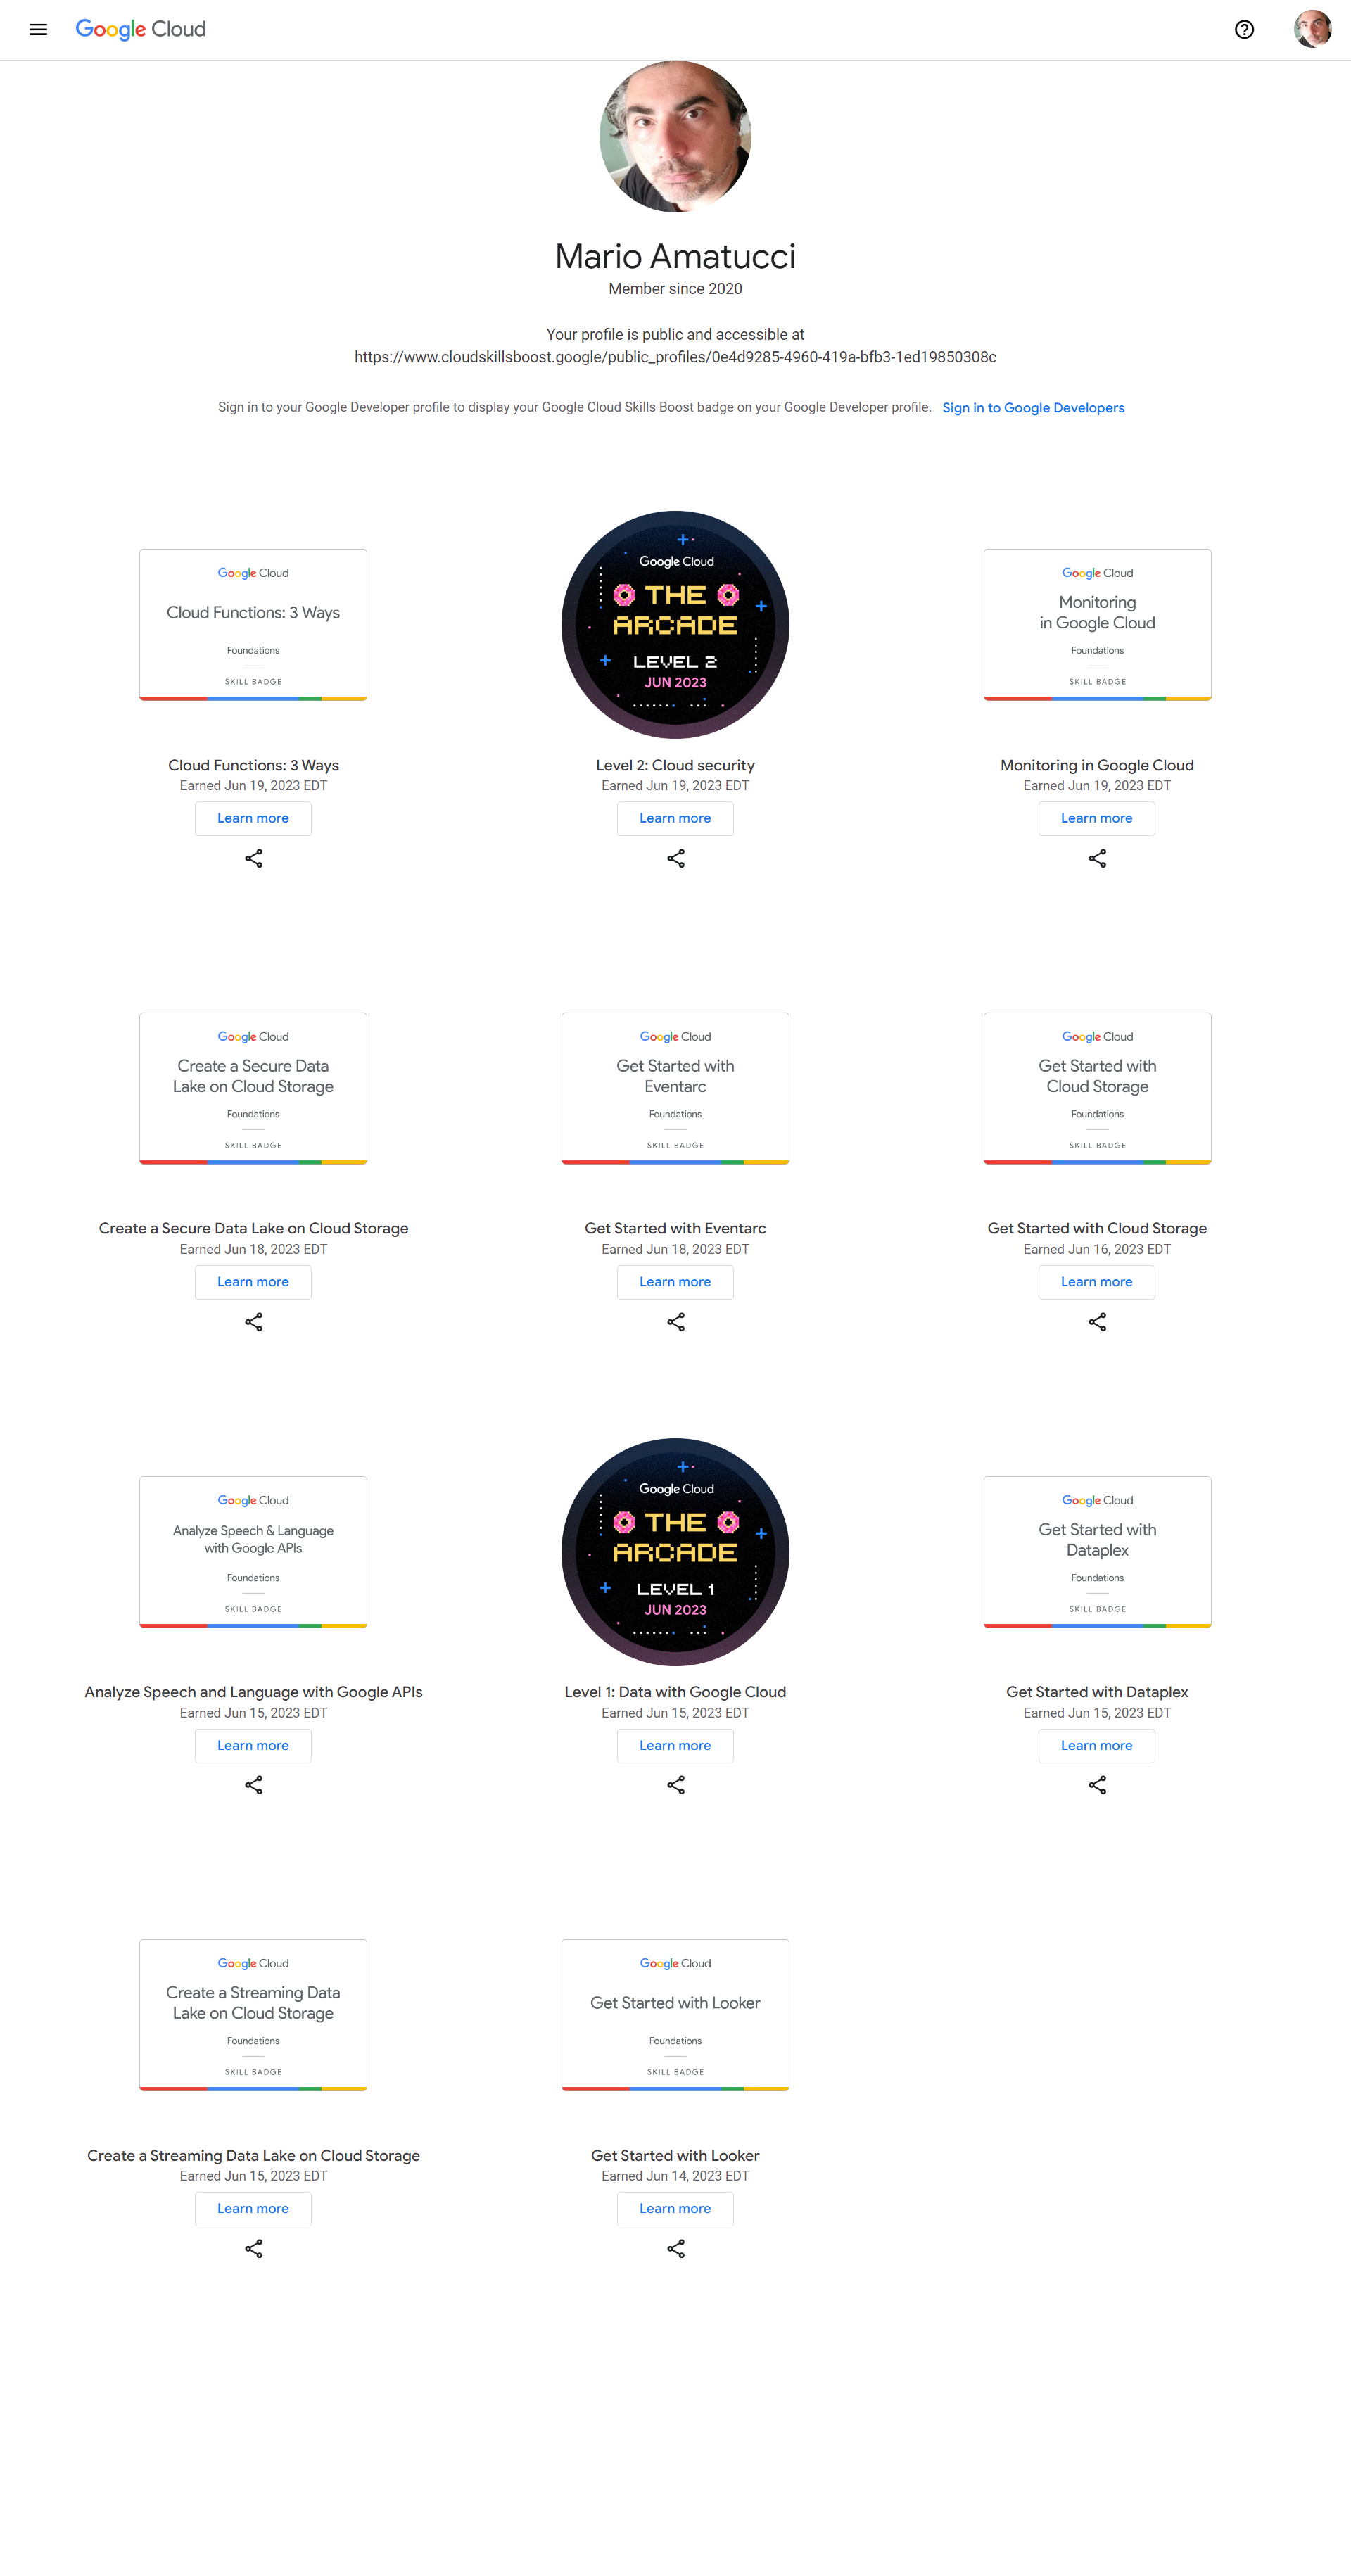 Google Cloud
Mario Amatucci
Member since 2020
Your profile is public and accessible at
https://www.cloudskillsboost.google/public_profiles/0e4d9285-4960-419a-bfb3-1ed19850308c
Sign in to your Google Developer profile to display your Google Cloud Skills Boost badge on your Google Developer profile. Sign in to Google Developers
Google Cloud
Cloud Functions: 3 Ways
Foundations
SKILL BADGE
Cloud Functions: 3 Ways
Earned Jun 19, 2023 EDT
Learn more
Google Cloud
THE
ARCADE
LEVEL 2
JUN 2023
Level 2: Cloud security
Earned Jun 19, 2023 EDT
Learn more
Google Cloud
Monitoring
in Google Cloud
Foundations
SKILL BADGE
Monitoring in Google Cloud
Earned Jun 19, 2023 EDT
Learn more
Google Cloud
Create a Secure Data
Lake on Cloud Storage
Foundations
SKILL BADGE
Create a Secure Data Lake on Cloud Storage
Earned Jun 18, 2023 EDT
Learn more
Google Cloud
Get Started with
Eventarc
Foundations
SKILL BADGE
Get Started with Eventarc
Earned Jun 18, 2023 EDT
Learn more
Google Cloud
Get Started with
Cloud Storage
Foundations
SKILL BADGE
Get Started with Cloud Storage
Earned Jun 16, 2023 EDT
Learn more
Google Cloud
Analyze Speech & Language
with Google APIs
Foundations
SKILL BADGE
Analyze Speech and Language with Google APIs
Earned Jun 15, 2023 EDT
Learn more
Google Cloud
THE
ARCADE
LEVEL 1
JUN 2023
Level 1: Data with Google Cloud
Earned Jun 15, 2023 EDT
Learn more
Google Cloud
Get Started with
Dataplex
Foundations
SKILL BADGE
Get Started with Dataplex
Earned Jun 15, 2023 EDT
Learn more
Google Cloud
Create a Streaming Data
Lake on Cloud Storage
Foundations
SKILL BADGE
Create a Streaming Data Lake on Cloud Storage
Earned Jun 15, 2023 EDT
Learn more
Google Cloud
Get Started with Looker
Foundations
SKILL BADGE
Get Started with Looker
Earned Jun 14, 2023 EDT
Learn more